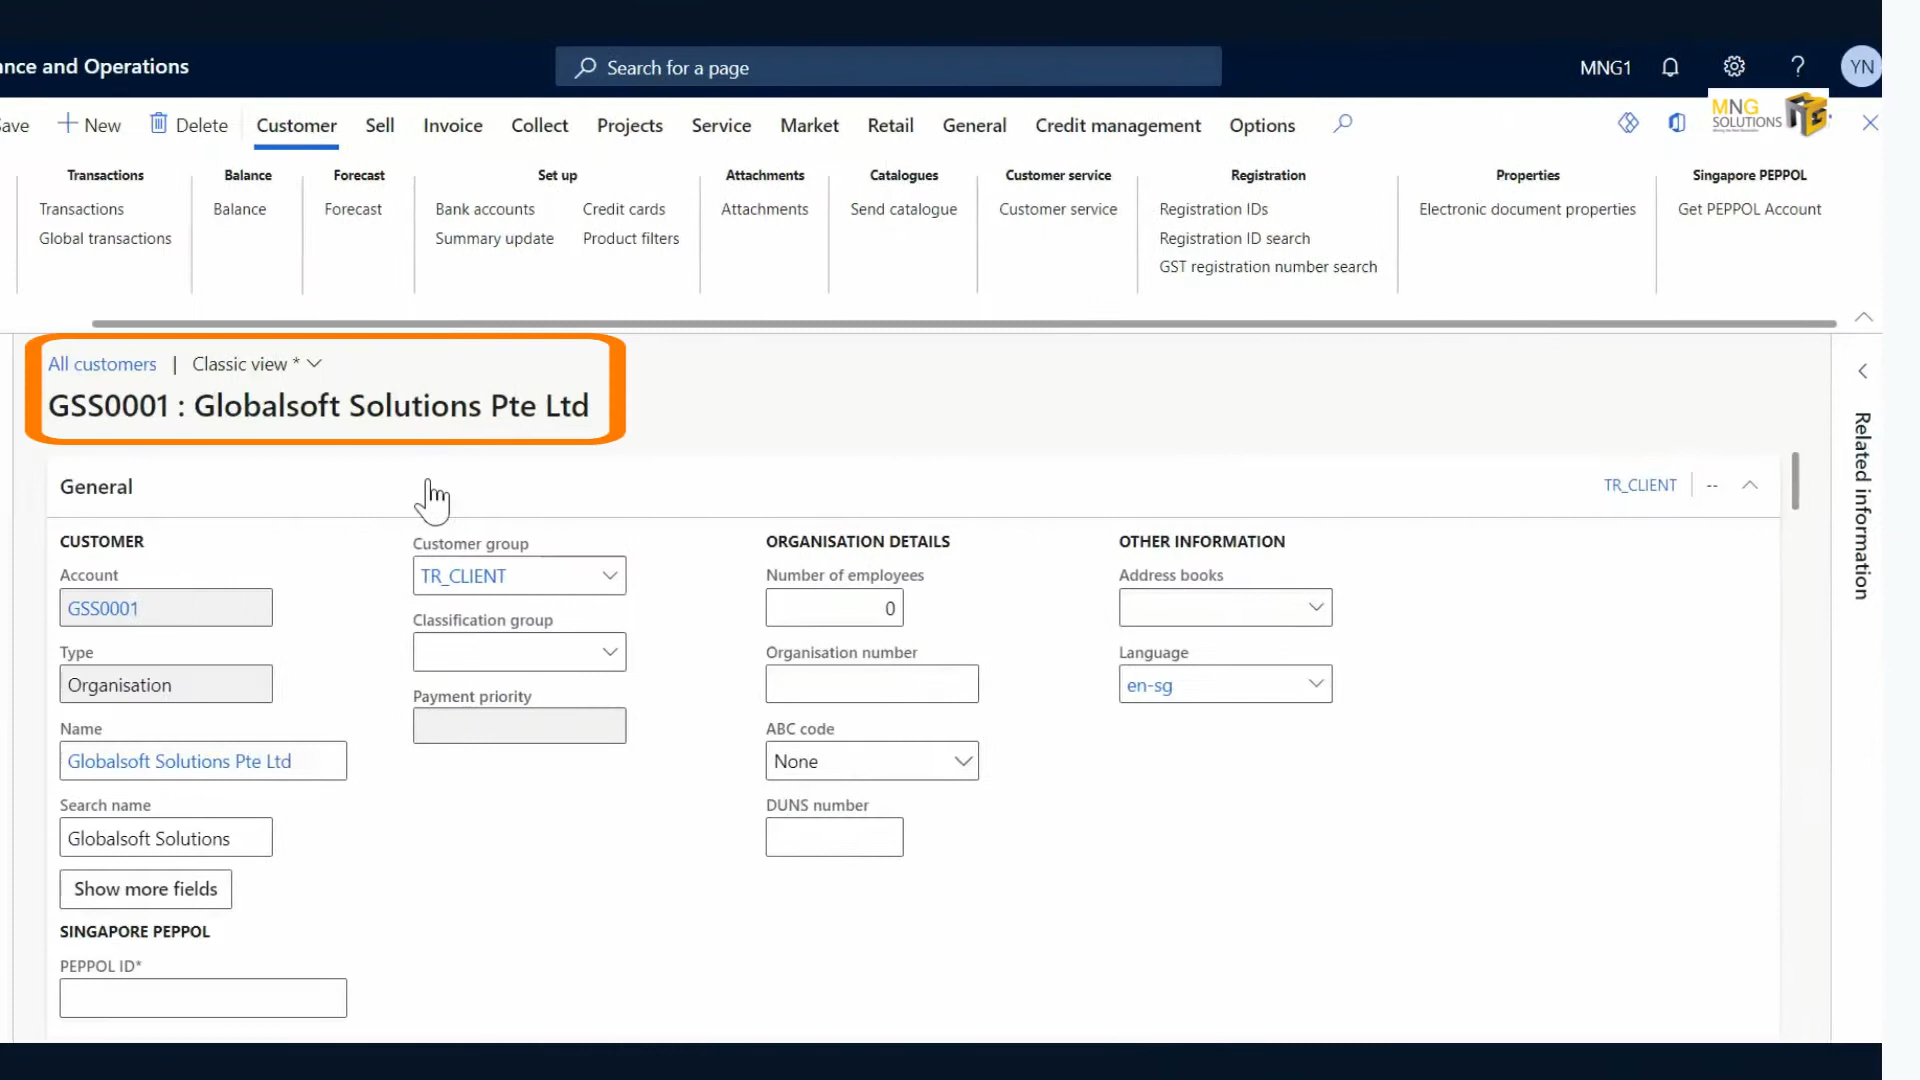 nce and Operations
Search for a page
MNG1
YN
ave
New
Delete
Customer
Sell
Invoice
Collect
Projects
Service
Market
Retail
General
Credit management
Options
MNG
SOLUTIONS
Transactions
Transactions
Global transactions
Balance
Balance
Forecast
Forecast
Set up
Bank accounts
Credit cards
Summary update
Product filters
Attachments
Attachments
Catalogues
Send catalogue
Customer service
Customer service
Registration
Registration IDs
Registration ID search
GST registration number search
Properties
Electronic document properties
Singapore PEPPOL
Get PEPPOL Account
All customers | Classic view *
GSS0001 : Globalsoft Solutions Pte Ltd
Related information
General
TR_CLIENT
--
CUSTOMER
Account
GSS0001
Type
Organisation
Name
Globalsoft Solutions Pte Ltd
Search name
Globalsoft Solutions
Show more fields
SINGAPORE PEPPOL
PEPPOL ID*
Customer group
TR_CLIENT
Classification group
Payment priority
ORGANISATION DETAILS
Number of employees
0
Organisation number
ABC code
None
DUNS number
OTHER INFORMATION
Address books
Language
en-sg